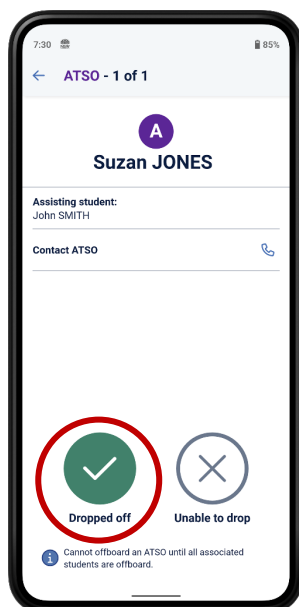 7:30 85%
ATSO - 1 of 1
A
Suzan JONES
Assisting student:
John SMITH
Contact ATSO
Dropped off Unable to drop
Cannot offboard an ATSO until all associated
students are offboard.